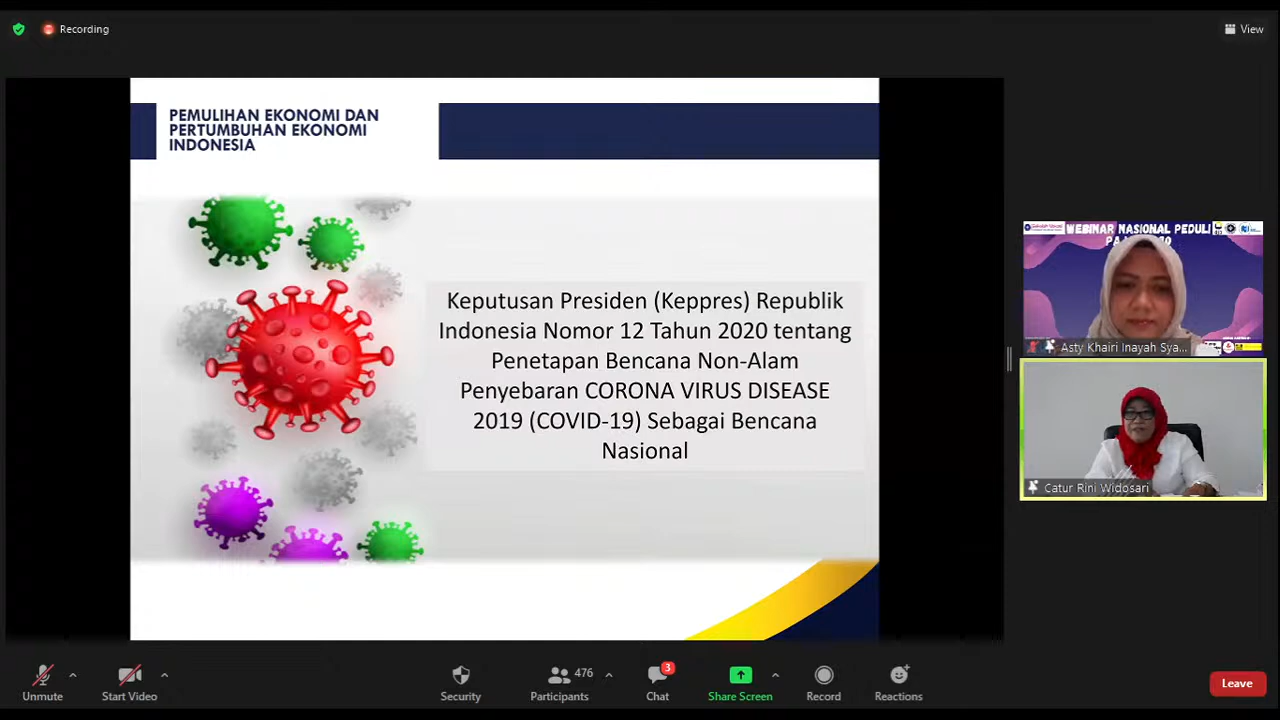 Recording
View
PEMULIHAN EKONOMI DAN
PERTUMBUHAN EKONOMI
INDONESIA
Keputusan Presiden (Keppres) Republik
Indonesia Nomor 12 Tahun 2020 tentang
Penetapan Bencana Non-Alam
Penyebaran CORONA VIRUS DISEASE
2019 (COVID-19) Sebagai Bencana
Nasional
WEBINAR NASIONAL PEDULI
Asty Khairi Inayah Sya...
Catur Rini Widosari
Unmute
Start Video
Security
476
Participants
3
Chat
Share Screen
Record
Reactions
Leave